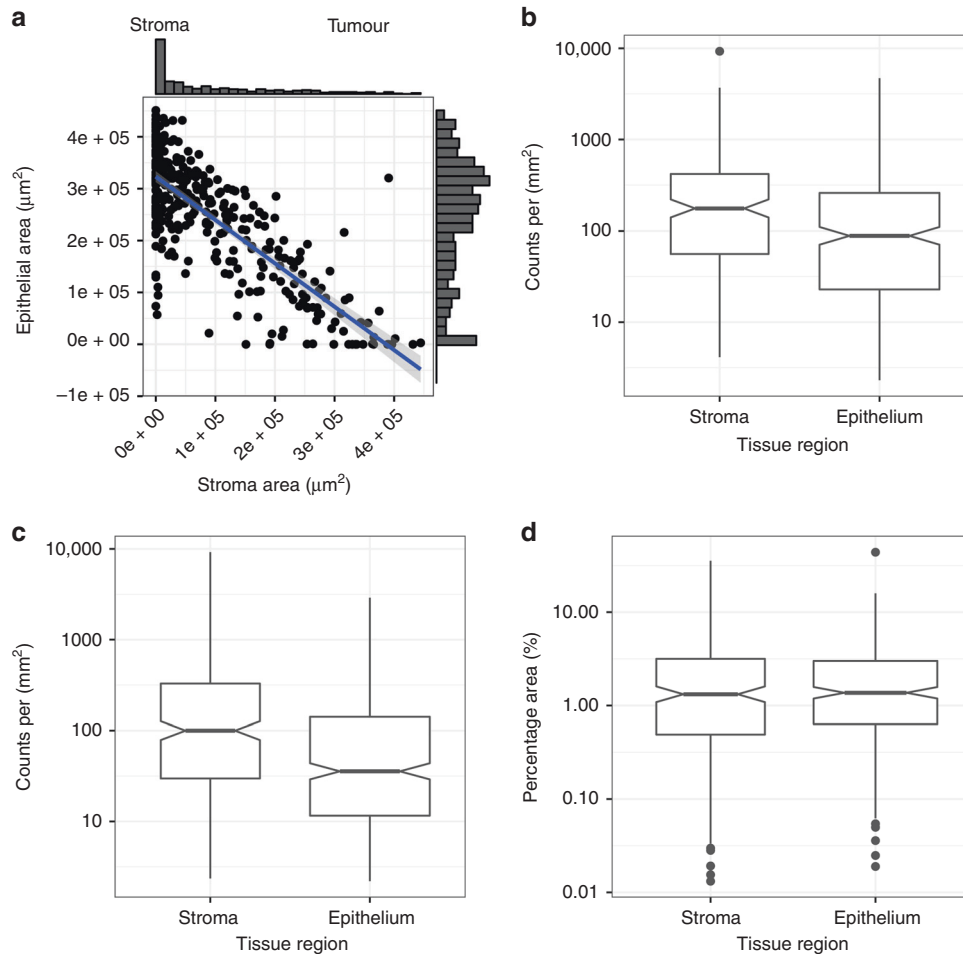 a
Stroma Tumour
4e + 05
3e + 05
2e + 05
1e + 05
0e + 00
−1e + 05
Epithelial area (μm²)
0e + 00 1e + 05 2e + 05 3e + 05 4e + 05
Stroma area (μm²)
b
10,000
1000
100
10
Counts per (mm²)
Stroma Epithelium
Tissue region
c
10,000
1000
100
10
Counts per (mm²)
Stroma Epithelium
Tissue region
d
10.00
1.00
0.10
0.01
Percentage area (%)
Stroma Epithelium
Tissue region